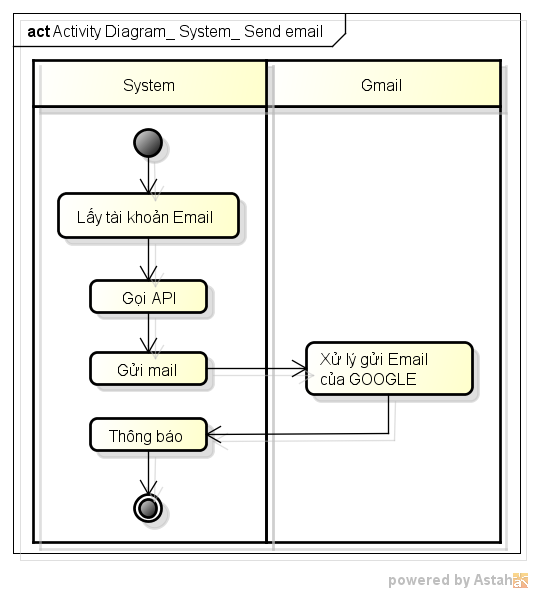 act Activity Diagram_ System_ Send email
System
Gmail
Lấy tài khoản Email
Gọi API
Gửi mail
Xử lý gửi Email
của GOOGLE
Thông báo
powered by Astah